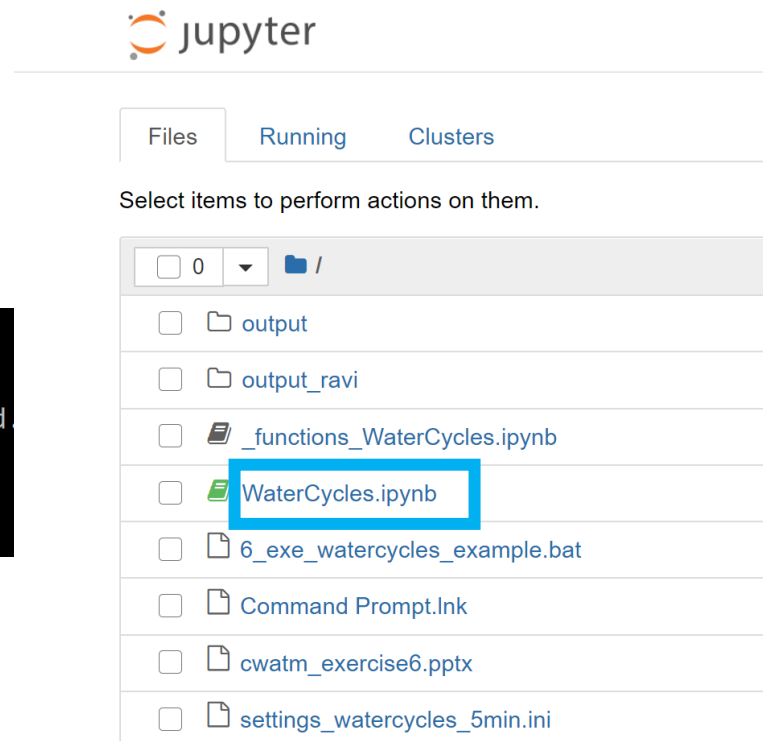 jupyter
Files Running Clusters
Select items to perform actions on them.
0 /
output
output_ravi
_functions_WaterCycles.ipynb
WaterCycles.ipynb
6_exe_watercycles_example.bat
Command Prompt.lnk
cwatm_exercise6.pptx
settings_watercycles_5min.ini